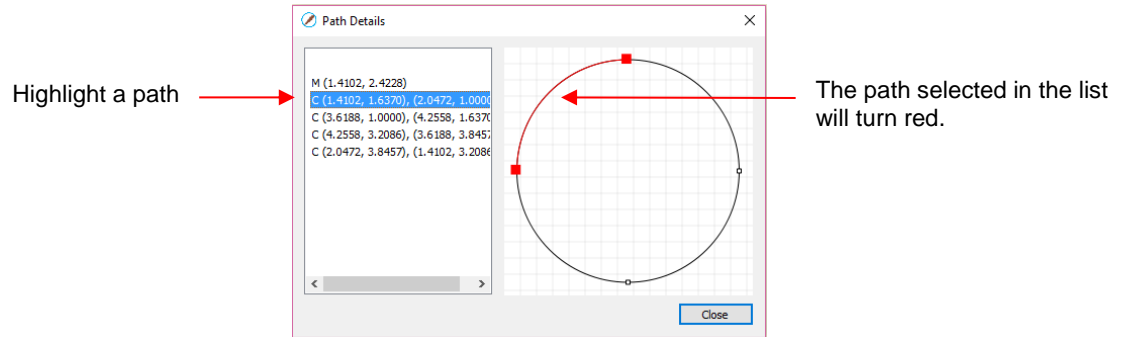 Path Details
Highlight a path
M (1.4102, 2.4228)
C (1.4102, 1.6370), (2.0472, 1.0000
C (3.6188, 1.0000), (4.2558, 1.6370
C (4.2558, 3.2086), (3.6188, 3.8457
C (2.0472, 3.8457), (1.4102, 3.2086
The path selected in the list
will turn red.
Close